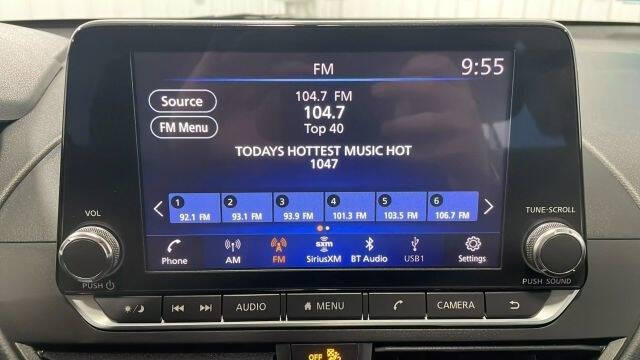 FM
9:55
Source
104.7 FM
104.7
FM Menu
Top 40
TODAYS HOTTEST MUSIC HOT
1047
1 2 3 4 5 6
92.1 FM 93.1 FM 93.9 FM 101.3 FM 103.5 FM 106.7 FM
VOL
TUNE-SCROLL
sxm
Phone AM FM SiriusXM BT Audio USB1 Settings
PUSH
PUSH SOUND
AUDIO MENU CAMERA
OFF